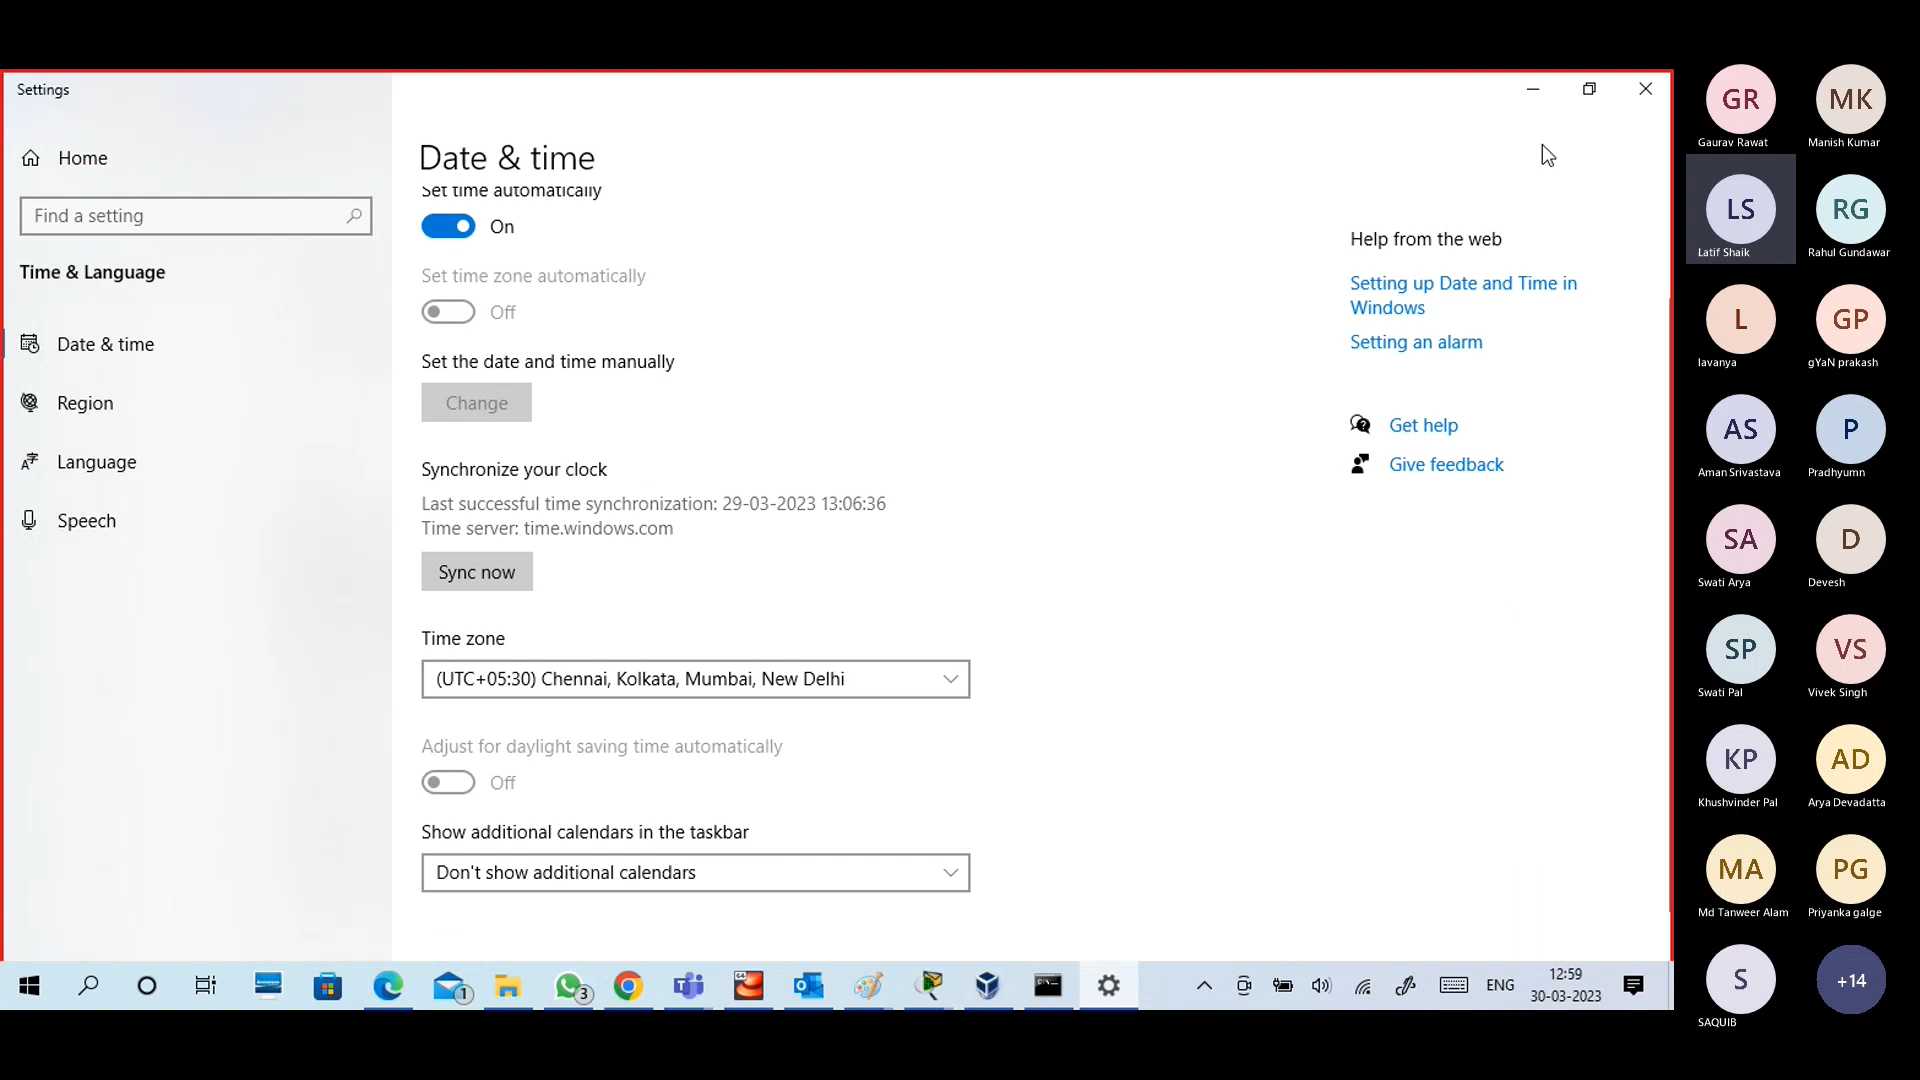 Settings
Home
Find a setting
Time & Language
Date & time
Region
Language
Speech
Date & time
Set time automatically
On
Set time zone automatically
Off
Set the date and time manually
Change
Synchronize your clock
Last successful time synchronization: 29-03-2023 13:06:36
Time server: time.windows.com
Sync now
Time zone
(UTC+05:30) Chennai, Kolkata, Mumbai, New Delhi
Adjust for daylight saving time automatically
Off
Show additional calendars in the taskbar
Don't show additional calendars
Help from the web
Setting up Date and Time in
Windows
Setting an alarm
Get help
Give feedback
1
3
ENG
12:59
30-03-2023
GR
Gaurav Rawat
MK
Manish Kumar
LS
Latif Shaik
RG
Rahul Gundawar
L
lavanya
GP
gYaN prakash
AS
Aman Srivastava
P
Pradhyumn
SA
Swati Arya
D
Devesh
SP
Swati Pal
VS
Vivek Singh
KP
Khushvinder Pal
AD
Arya Devadatta
MA
Md Tanweer Alam
PG
Priyanka galge
S
SAQUIB
+14